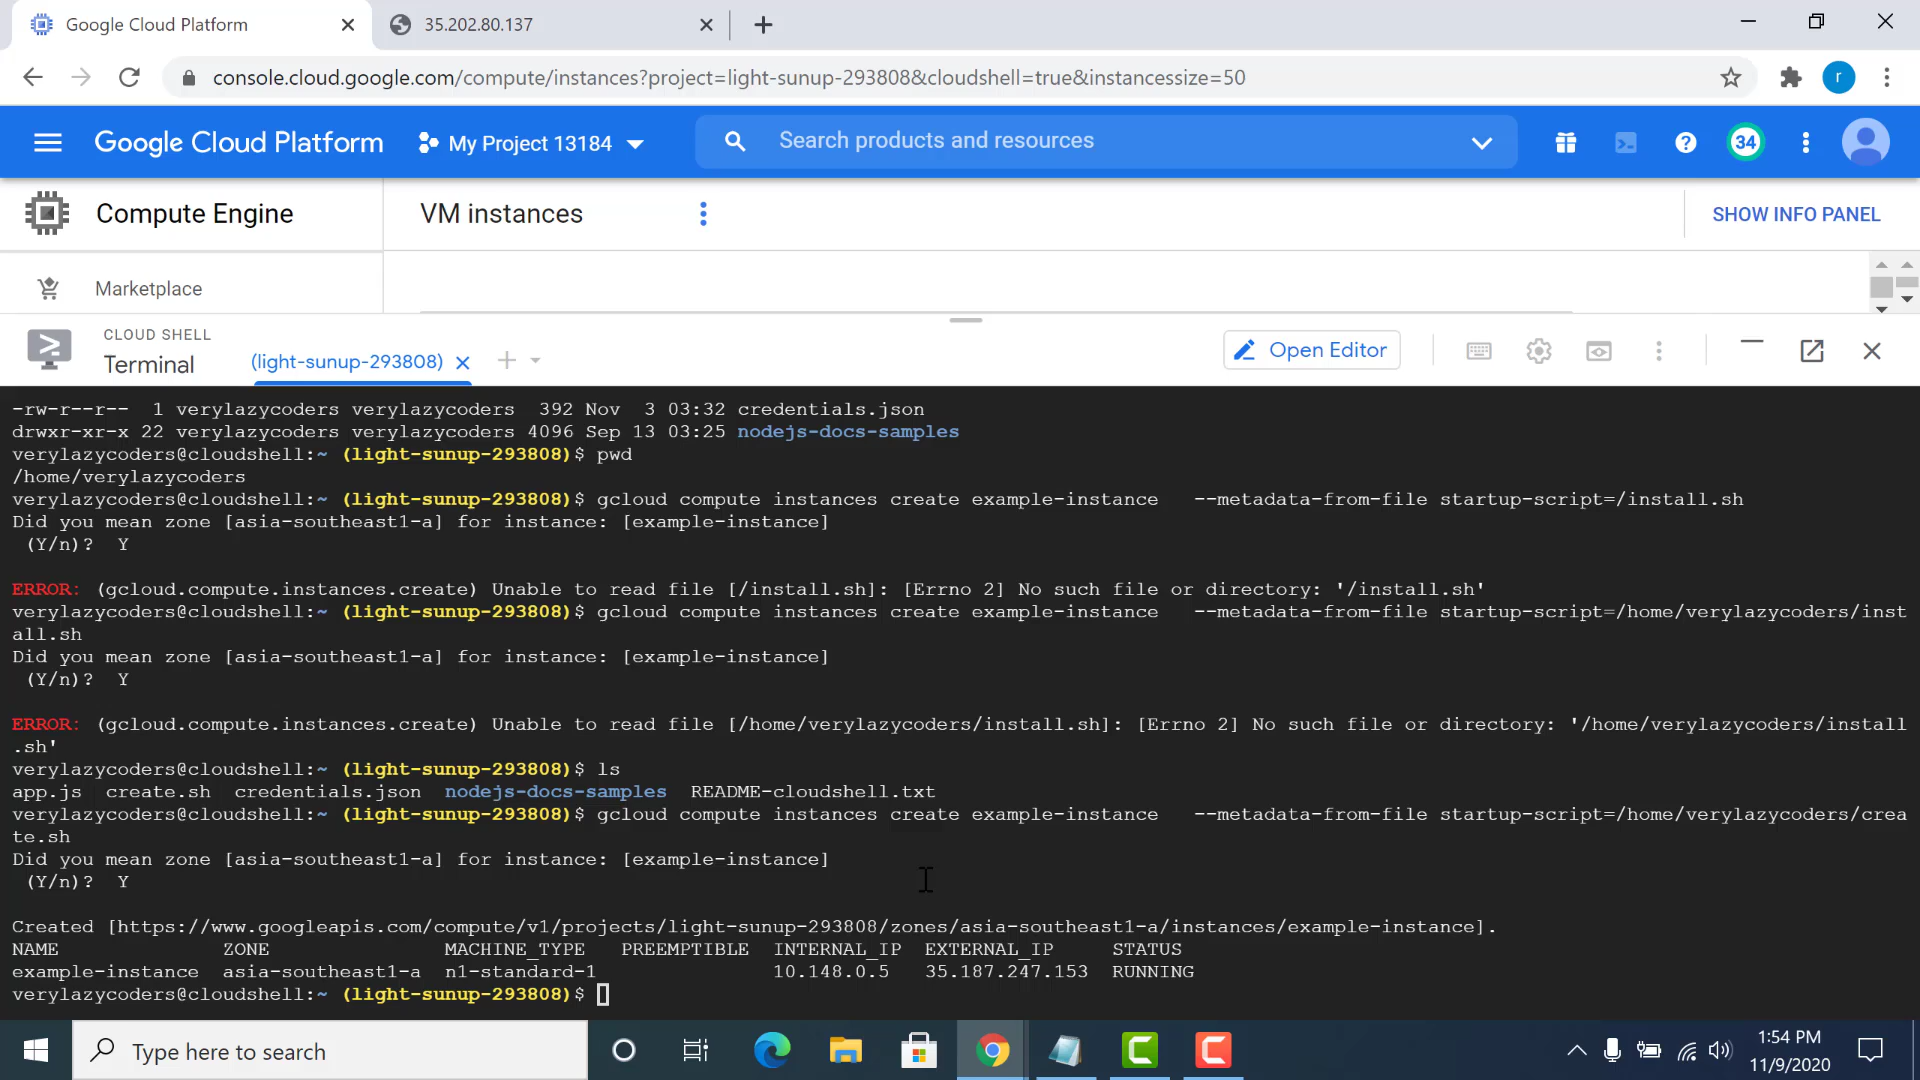 Google Cloud Platform
35.202.80.137
console.cloud.google.com/compute/instances?project=light-sunup-293808&cloudshell=true&instancessize=50
r
Google Cloud Platform
My Project 13184
Search products and resources
34
Compute Engine
VM instances
SHOW INFO PANEL
Marketplace
CLOUD SHELL
Terminal
(light-sunup-293808)
Open Editor
-rw-r--r--  1 verylazycoders verylazycoders  392 Nov  3 03:32 credentials.json
drwxr-xr-x 22 verylazycoders verylazycoders 4096 Sep 13 03:25 nodejs-docs-samples
verylazycoders@cloudshell:~ (light-sunup-293808)$ pwd
/home/verylazycoders
verylazycoders@cloudshell:~ (light-sunup-293808)$ gcloud compute instances create example-instance   --metadata-from-file startup-script=/install.sh
Did you mean zone [asia-southeast1-a] for instance: [example-instance]
(Y/n)?  Y
ERROR: (gcloud.compute.instances.create) Unable to read file [/install.sh]: [Errno 2] No such file or directory: '/install.sh'
verylazycoders@cloudshell:~ (light-sunup-293808)$ gcloud compute instances create example-instance   --metadata-from-file startup-script=/home/verylazycoders/inst
all.sh
Did you mean zone [asia-southeast1-a] for instance: [example-instance]
(Y/n)?  Y
ERROR: (gcloud.compute.instances.create) Unable to read file [/home/verylazycoders/install.sh]: [Errno 2] No such file or directory: '/home/verylazycoders/install
.sh'
verylazycoders@cloudshell:~ (light-sunup-293808)$ ls
app.js  create.sh  credentials.json  nodejs-docs-samples  README-cloudshell.txt
verylazycoders@cloudshell:~ (light-sunup-293808)$ gcloud compute instances create example-instance   --metadata-from-file startup-script=/home/verylazycoders/crea
te.sh
Did you mean zone [asia-southeast1-a] for instance: [example-instance]
(Y/n)?  Y
Created [https://www.googleapis.com/compute/v1/projects/light-sunup-293808/zones/asia-southeast1-a/instances/example-instance].
NAME              ZONE               MACHINE_TYPE   PREEMPTIBLE  INTERNAL_IP  EXTERNAL_IP     STATUS
example-instance  asia-southeast1-a  n1-standard-1               10.148.0.5   35.187.247.153  RUNNING
verylazycoders@cloudshell:~ (light-sunup-293808)$
Type here to search
1:54 PM
11/9/2020